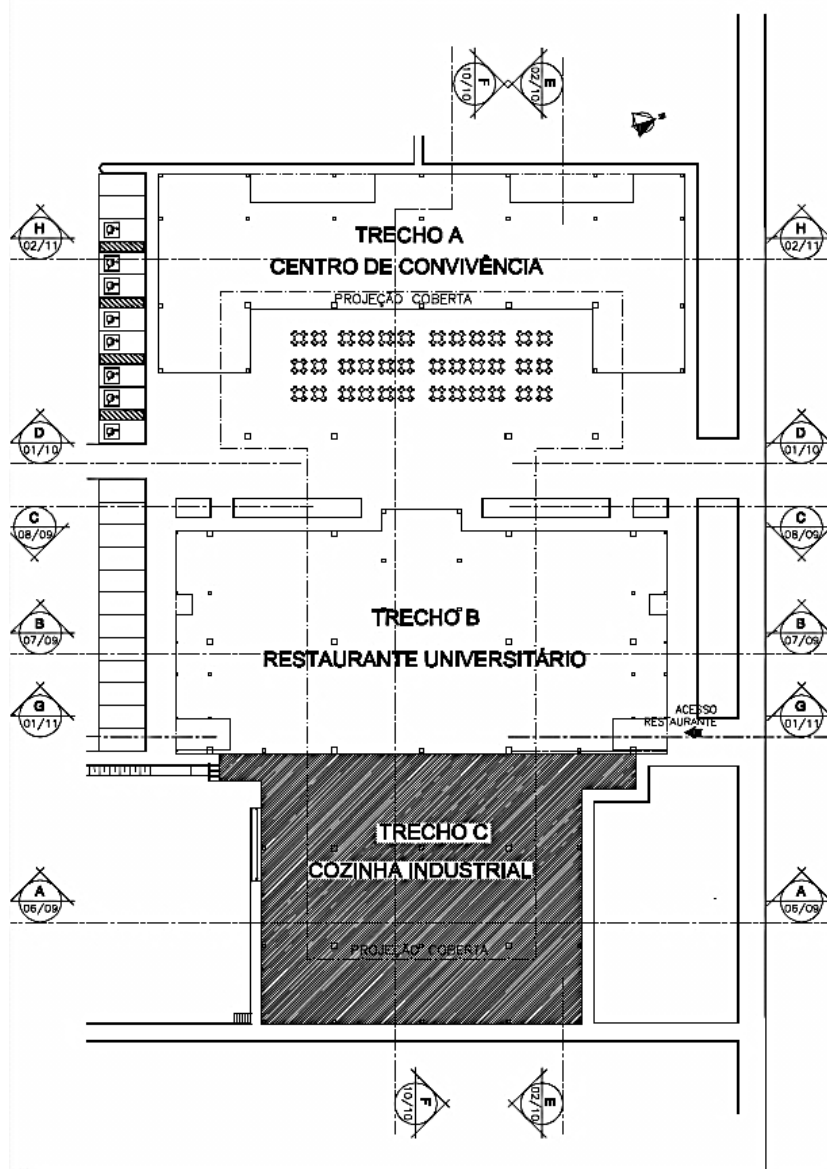 F
10/10
E
02/10
H
02/11
H
02/11
TRECHO A
CENTRO DE CONVIVÊNCIA
PROJEÇÃO COBERTA
D
01/10
D
01/10
C
08/09
C
08/09
B
07/09
B
07/09
TRECHO B
RESTAURANTE UNIVERSITÁRIO
G
01/11
G
01/11
ACESSO
RESTAURANTE
TRECHO C
COZINHA INDUSTRIAL
A
06/09
A
06/09
PROJEÇÃO COBERTA
F
10/10
E
02/10